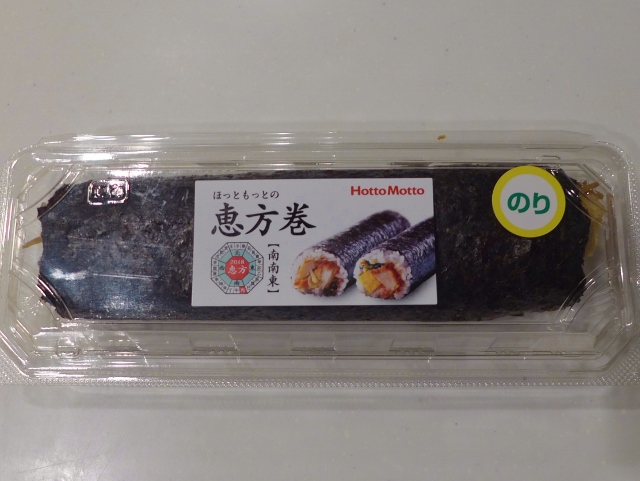 ほっともっとの
HottoMotto
恵方巻
【南南東】
2018
恵方
のり